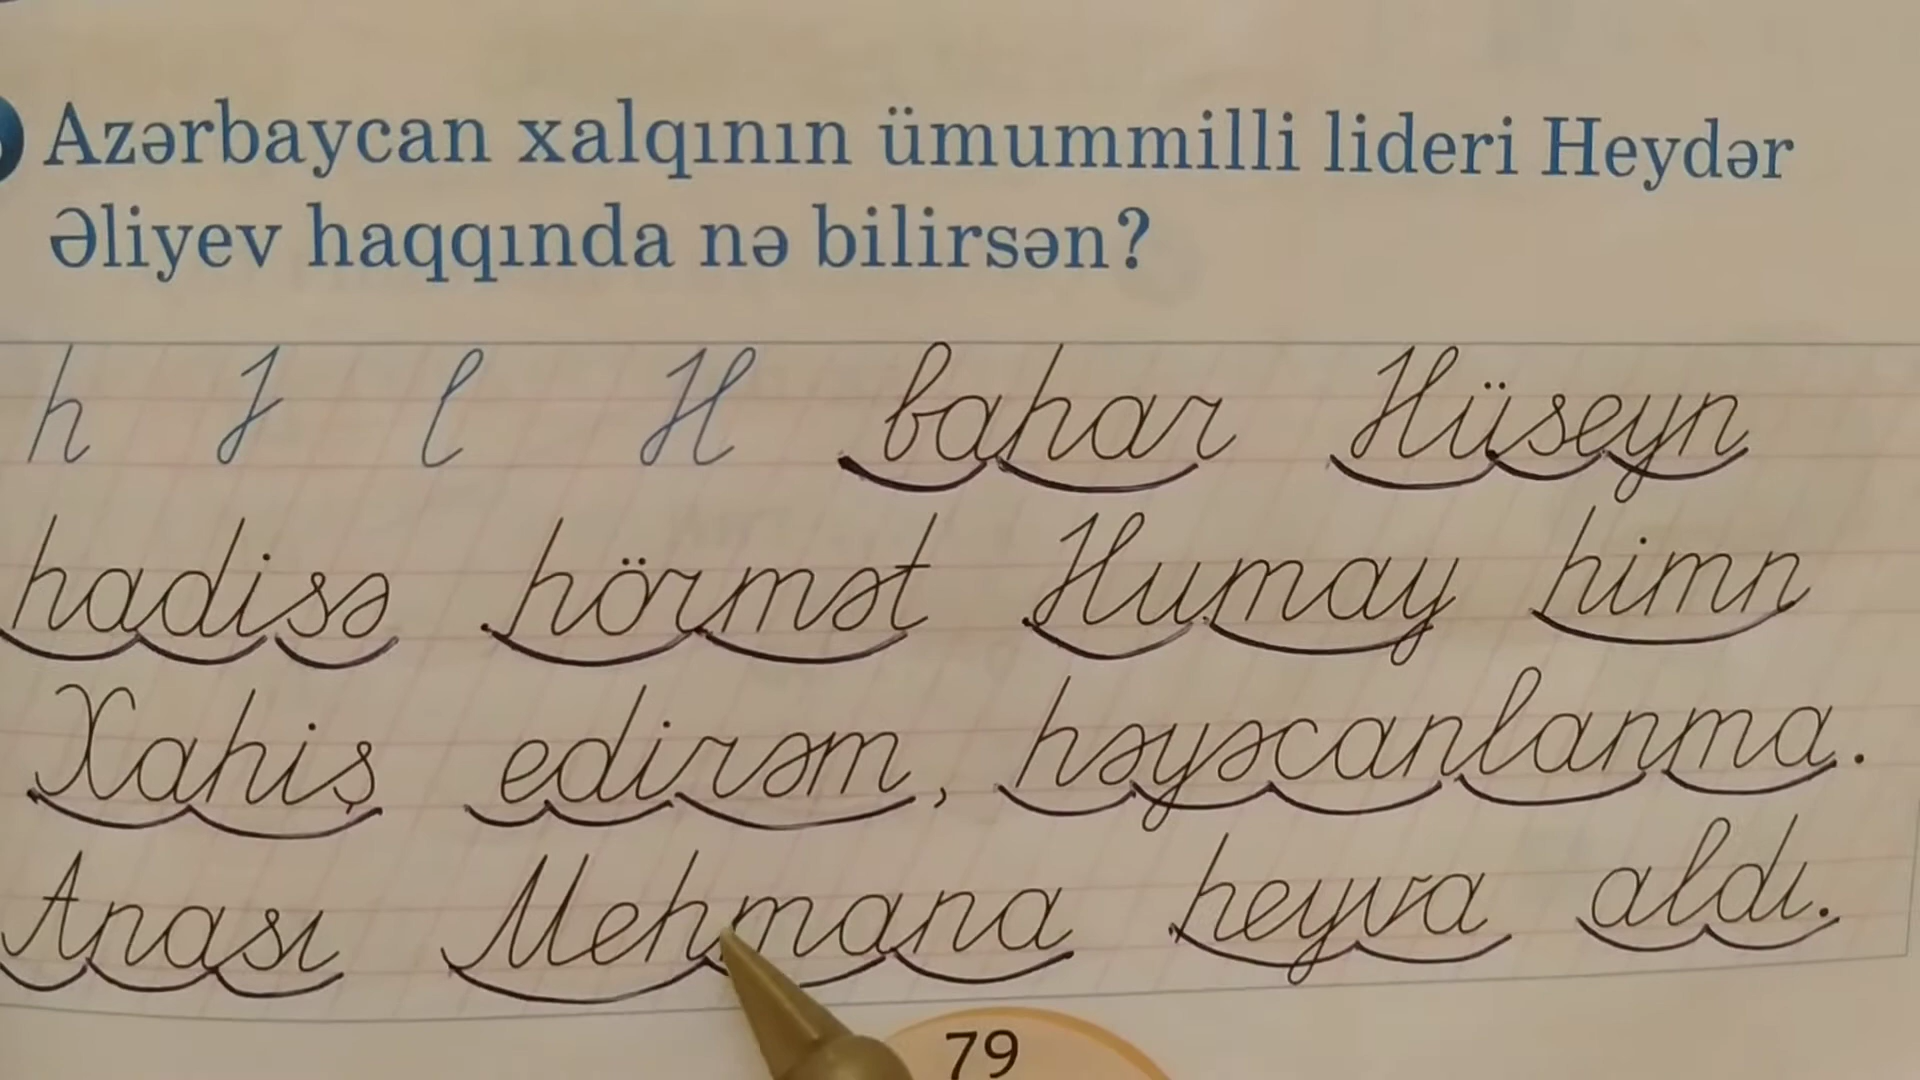 Azərbaycan xalqının ümummilli lideri Heydər
Əliyev haqqında nə bilirsən?
h l H bahar Hüseyn
hadisə hörmət Humay himn
Xahiş edirəm, həyəcanlanma.
Anası Mehmana heyva aldı.
79